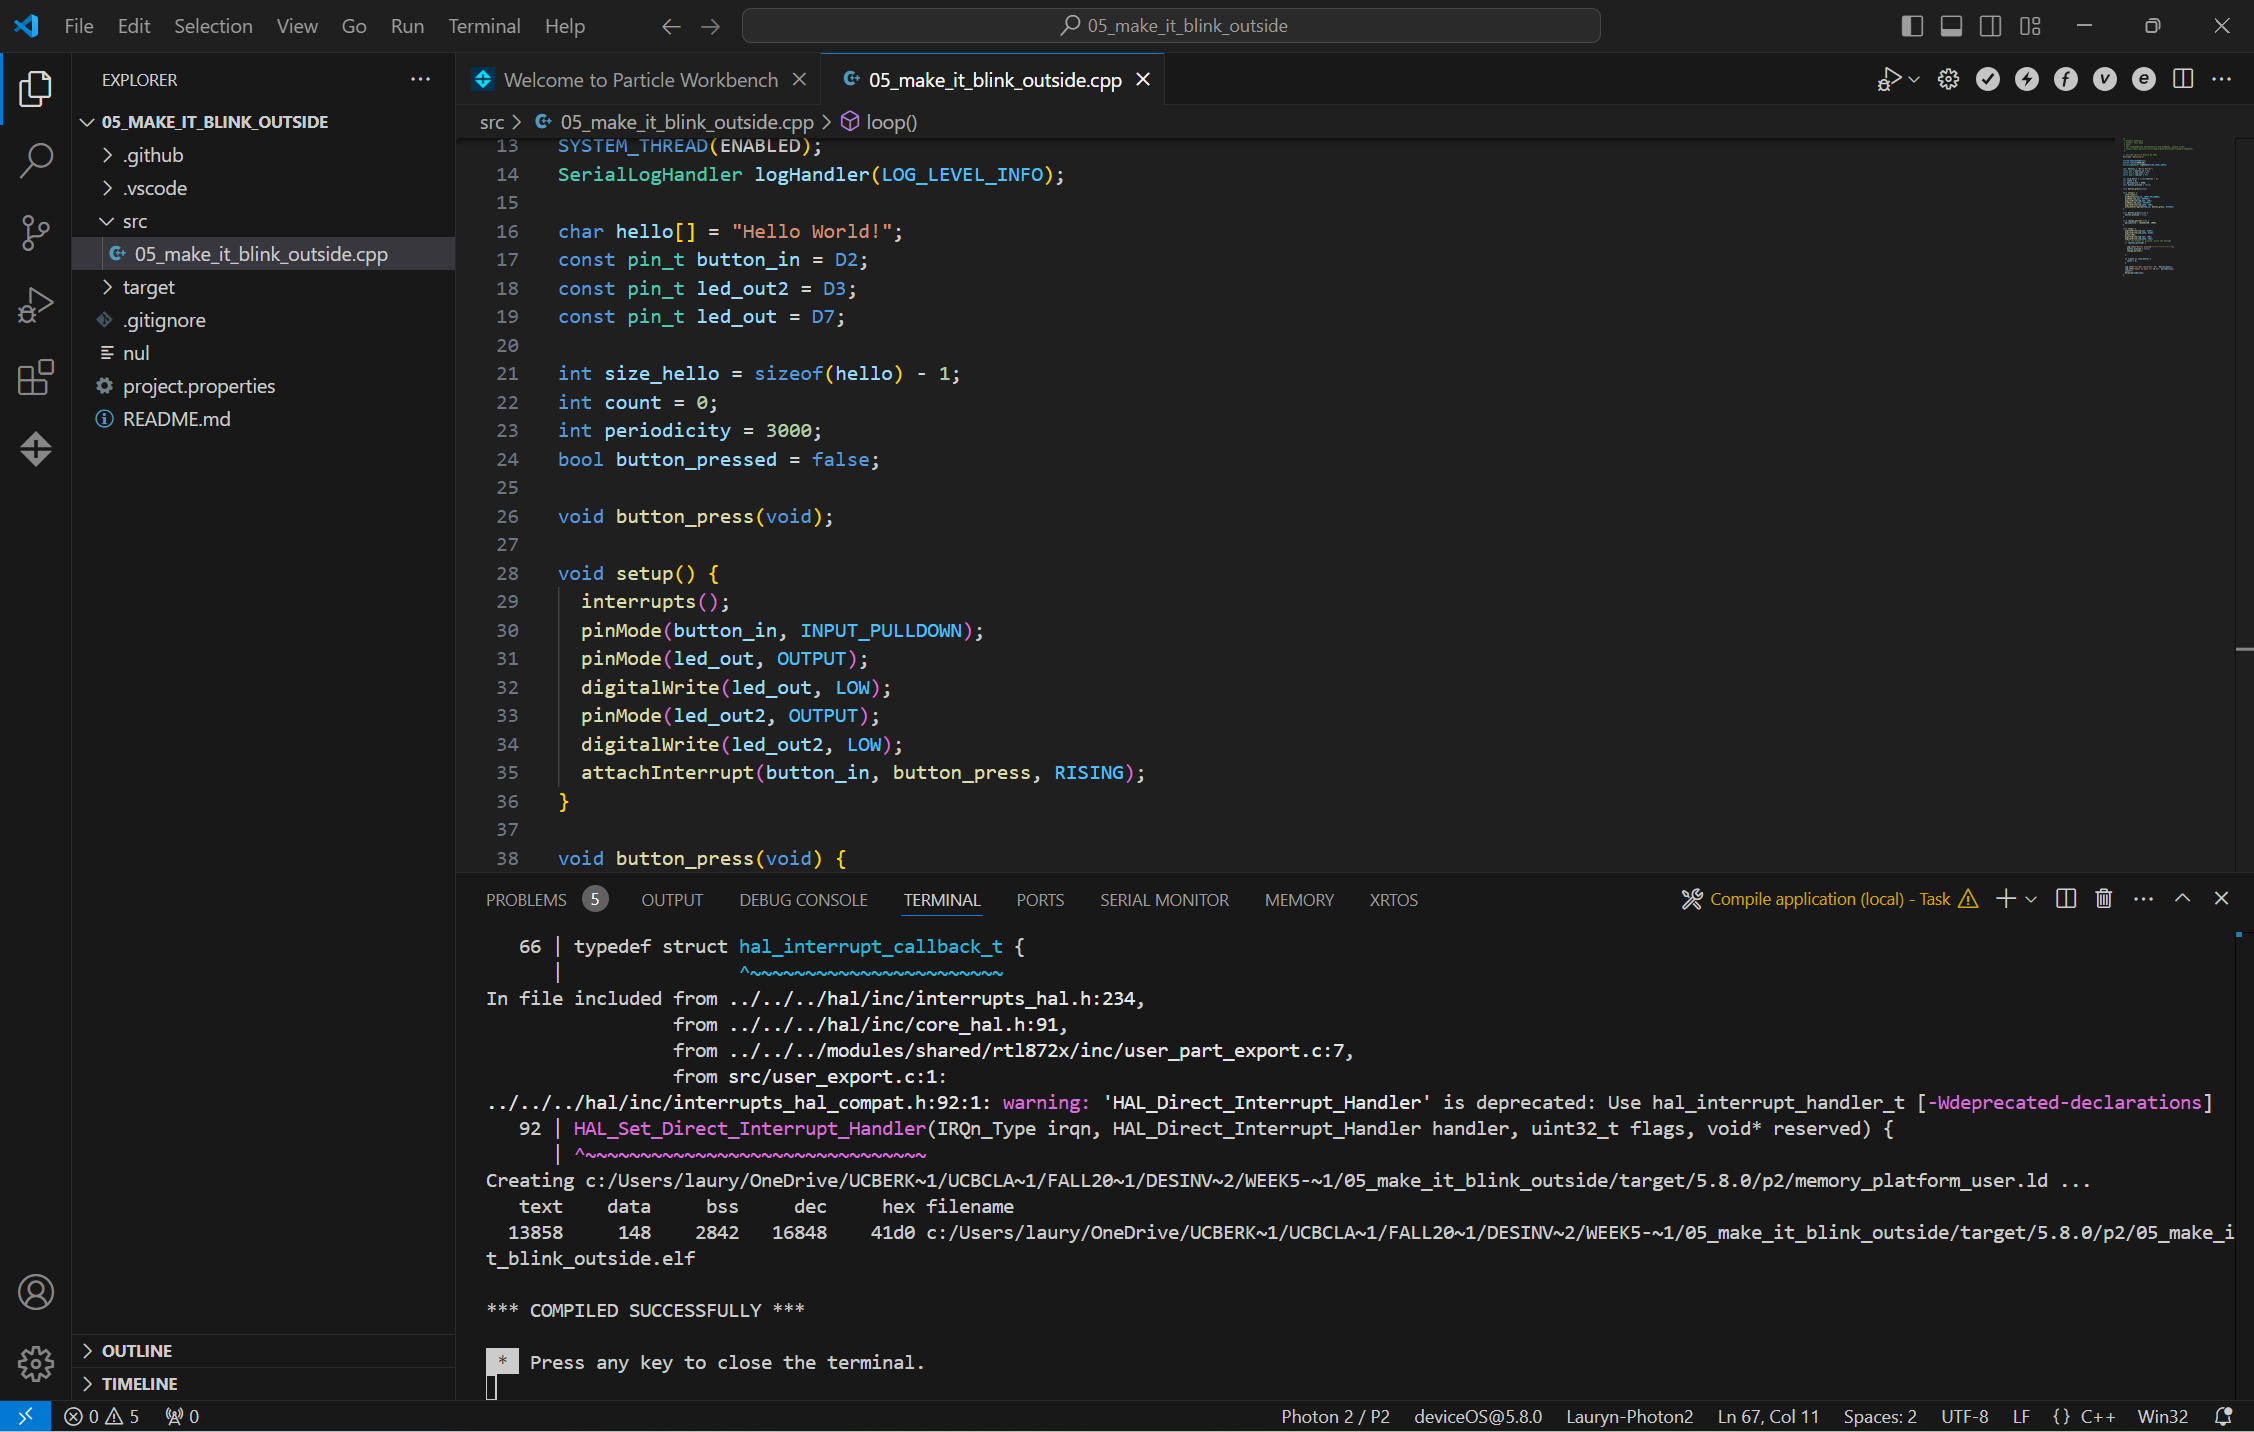 File Edit Selection View Go Run Terminal Help
05_make_it_blink_outside
EXPLORER
05_MAKE_IT_BLINK_OUTSIDE
.github
.vscode
src
05_make_it_blink_outside.cpp
target
.gitignore
nul
project.properties
README.md
OUTLINE
TIMELINE
Welcome to Particle Workbench
05_make_it_blink_outside.cpp
src > 05_make_it_blink_outside.cpp > loop()
13 SYSTEM_THREAD(ENABLED);
14 SerialLogHandler logHandler(LOG_LEVEL_INFO);
15
16 char hello[] = "Hello World!";
17 const pin_t button_in = D2;
18 const pin_t led_out2 = D3;
19 const pin_t led_out = D7;
20
21 int size_hello = sizeof(hello) - 1;
22 int count = 0;
23 int periodicity = 3000;
24 bool button_pressed = false;
25
26 void button_press(void);
27
28 void setup() {
29 interrupts();
30 pinMode(button_in, INPUT_PULLDOWN);
31 pinMode(led_out, OUTPUT);
32 digitalWrite(led_out, LOW);
33 pinMode(led_out2, OUTPUT);
34 digitalWrite(led_out2, LOW);
35 attachInterrupt(button_in, button_press, RISING);
36 }
37
38 void button_press(void) {
PROBLEMS 5 OUTPUT DEBUG CONSOLE TERMINAL PORTS SERIAL MONITOR MEMORY XRTOS
Compile application (local) - Task
66 | typedef struct hal_interrupt_callback_t {
| ^~~~~~~~~~~~~~~~~~~~~~~~
In file included from ../../../hal/inc/interrupts_hal.h:234,
from ../../../hal/inc/core_hal.h:91,
from ../../../modules/shared/rtl872x/inc/user_part_export.c:7,
from src/user_export.c:1:
../../../hal/inc/interrupts_hal_compat.h:92:1: warning: 'HAL_Direct_Interrupt_Handler' is deprecated: Use hal_interrupt_handler_t [-Wdeprecated-declarations]
92 | HAL_Set_Direct_Interrupt_Handler(IRQn_Type irqn, HAL_Direct_Interrupt_Handler handler, uint32_t flags, void* reserved) {
| ^~~~~~~~~~~~~~~~~~~~~~~~~~~~~~~~
Creating c:/Users/laury/OneDrive/UCBERK~1/UCBCLA~1/FALL20~1/DESINV~2/WEEK5-~1/05_make_it_blink_outside/target/5.8.0/p2/memory_platform_user.ld ...
text data bss dec hex filename
13858 148 2842 16848 41d0 c:/Users/laury/OneDrive/UCBERK~1/UCBCLA~1/FALL20~1/DESINV~2/WEEK5-~1/05_make_it_blink_outside/target/5.8.0/p2/05_make_i
t_blink_outside.elf
*** COMPILED SUCCESSFULLY ***
* Press any key to close the terminal.
0 5 0
Photon 2 / P2 deviceOS@5.8.0 Lauryn-Photon2 Ln 67, Col 11 Spaces: 2 UTF-8 LF {} C++ Win32